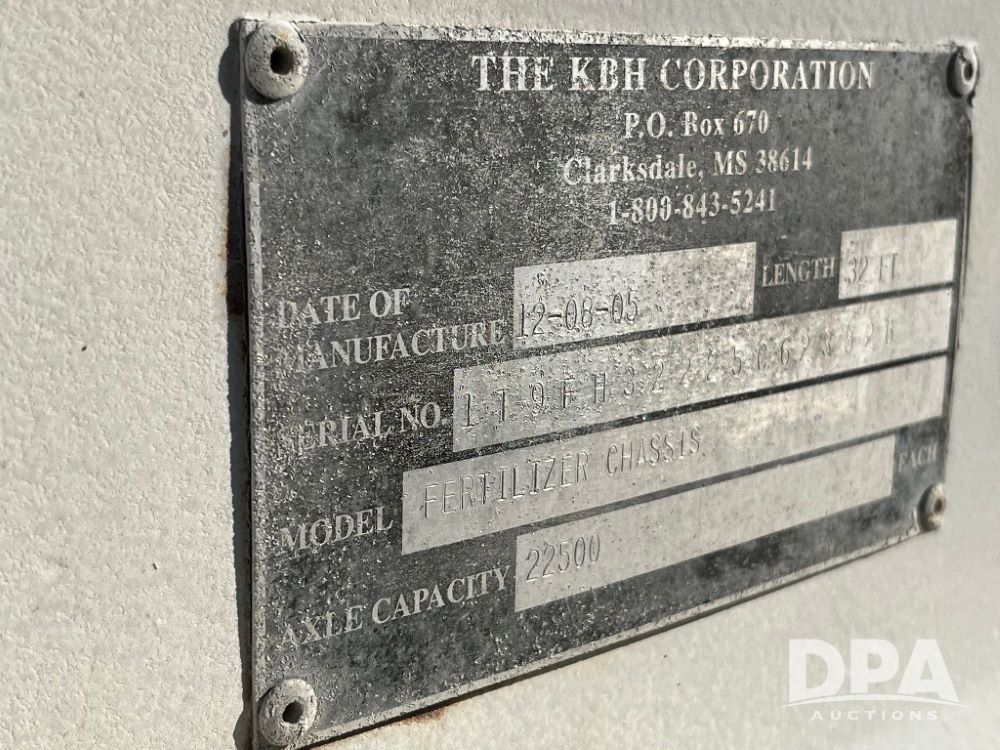 THE KBH CORPORATION
P.O. Box 670
Clarksdale, MS 38614
1-800-843-5241
DATE OF MANUFACTURE 12-08-05 LENGTH 32 FT
SERIAL NO.
MODEL FERTILIZER CHASSIS
AXLE CAPACITY 22500 EACH
DPA
AUCTIONS